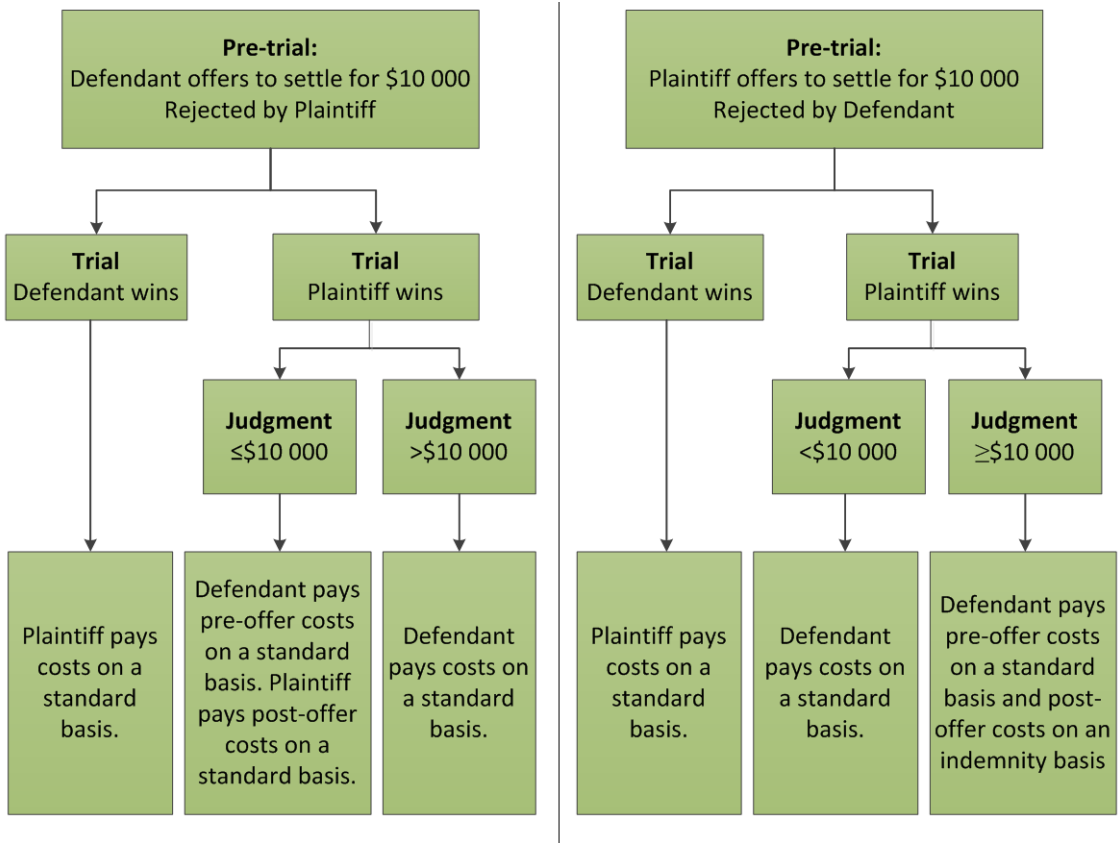 Pre-trial:
Defendant offers to settle for $10 000
Rejected by Plaintiff
Trial
Defendant wins
Trial
Plaintiff wins
Judgment
≤$10 000
Judgment
>$10 000
Plaintiff pays
costs on a
standard
basis.
Defendant pays
pre-offer costs
on a standard
basis. Plaintiff
pays post-offer
costs on a
standard basis.
Defendant
pays costs on
a standard
basis.
Pre-trial:
Plaintiff offers to settle for $10 000
Rejected by Defendant
Trial
Defendant wins
Trial
Plaintiff wins
Judgment
<$10 000
Judgment
≥$10 000
Plaintiff pays
costs on a
standard
basis.
Defendant
pays costs on
a standard
basis.
Defendant pays
pre-offer costs
on a standard
basis and post-
offer costs on an
indemnity basis